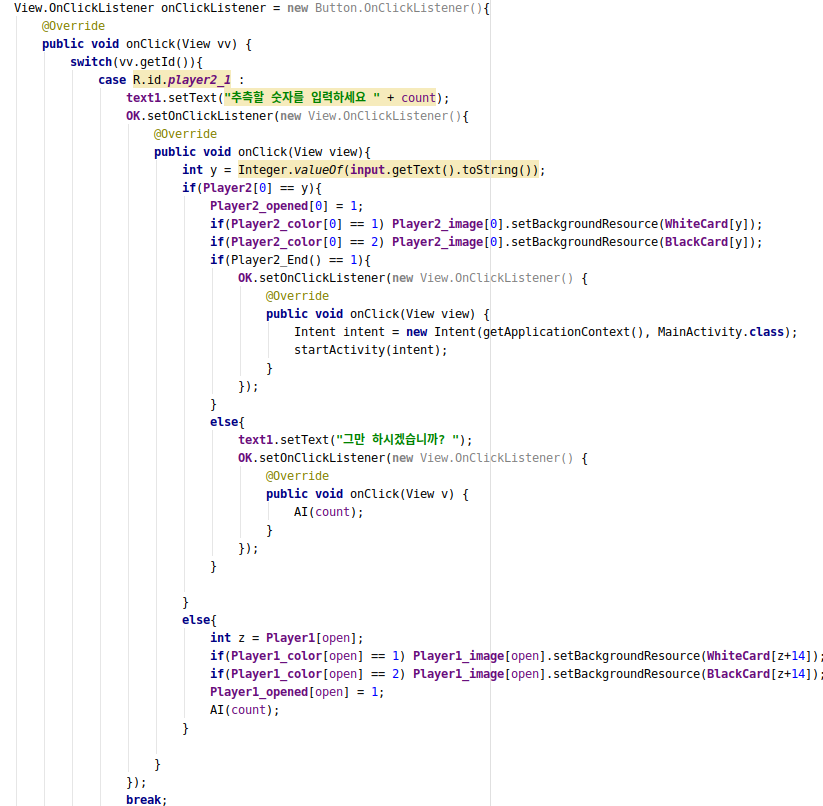 View.OnClickListener onClickListener = new Button.OnClickListener(){
@Override
public void onClick(View vv) {
switch(vv.getId()){
case R.id.player2_1 :
text1.setText("추측할 숫자를 입력하세요 " + count);
OK.setOnClickListener(new View.OnClickListener(){
@Override
public void onClick(View view){
int y = Integer.valueOf(input.getText().toString());
if(Player2[0] == y){
Player2_opened[0] = 1;
if(Player2_color[0] == 1) Player2_image[0].setBackgroundResource(WhiteCard[y]);
if(Player2_color[0] == 2) Player2_image[0].setBackgroundResource(BlackCard[y]);
if(Player2_End() == 1){
OK.setOnClickListener(new View.OnClickListener() {
@Override
public void onClick(View view) {
Intent intent = new Intent(getApplicationContext(), MainActivity.class);
startActivity(intent);
}
});
}
else{
text1.setText("그만 하시겠습니까? ");
OK.setOnClickListener(new View.OnClickListener() {
@Override
public void onClick(View v) {
AI(count);
}
});
}
}
else{
int z = Player1[open];
if(Player1_color[open] == 1) Player1_image[open].setBackgroundResource(WhiteCard[z+14]);
if(Player1_color[open] == 2) Player1_image[open].setBackgroundResource(BlackCard[z+14]);
Player1_opened[open] = 1;
AI(count);
}
}
});
break;